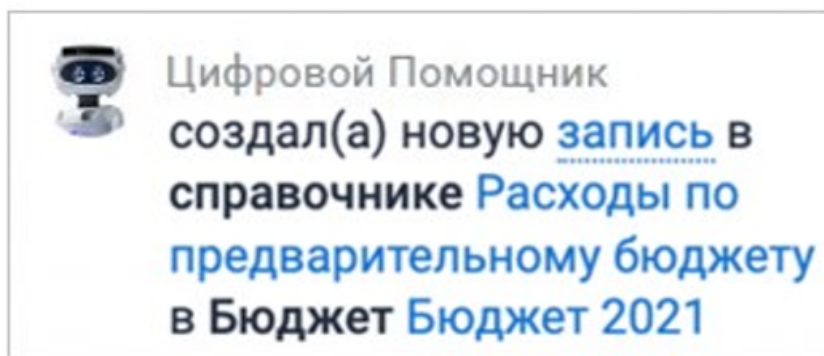 Цифровой Помощник
создал(а) новую запись в
справочнике Расходы по
предварительному бюджету
в Бюджет Бюджет 2021